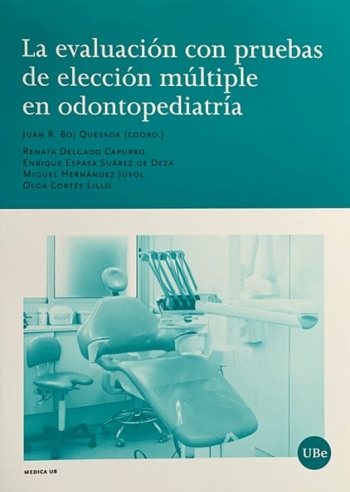 La evaluación con pruebas
de elección múltiple
en odontopediatría
Juan R. Boj Quesada (coord.)
Renata Delgado Capurro
Enrique Espasa Suárez de Deza
Miguel Hernández Juyol
Olga Cortés Lillo
UBe
MEDICA UB